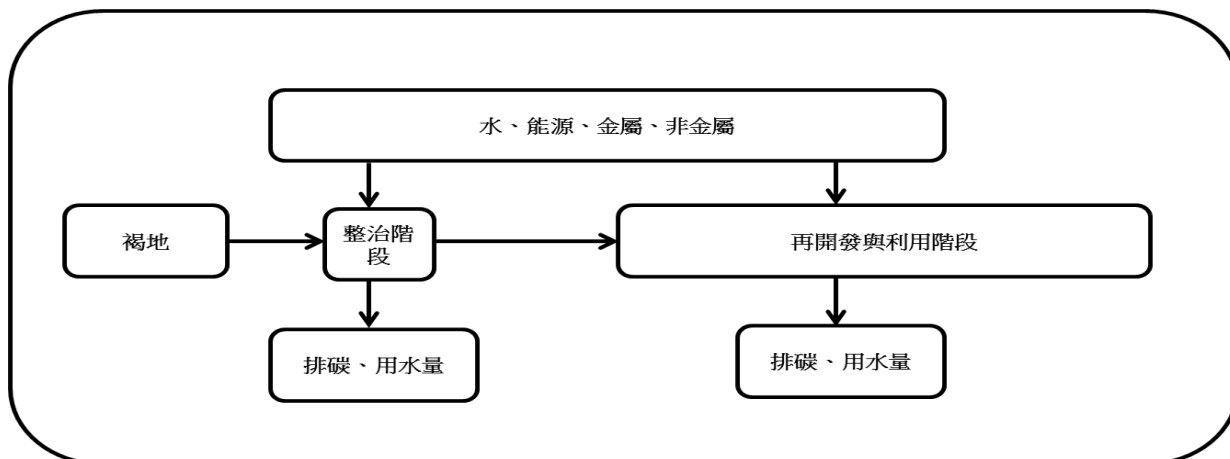 水、能源、金屬、非金屬
褐地
整治階
段
再開發與利用階段
排碳、用水量
排碳、用水量